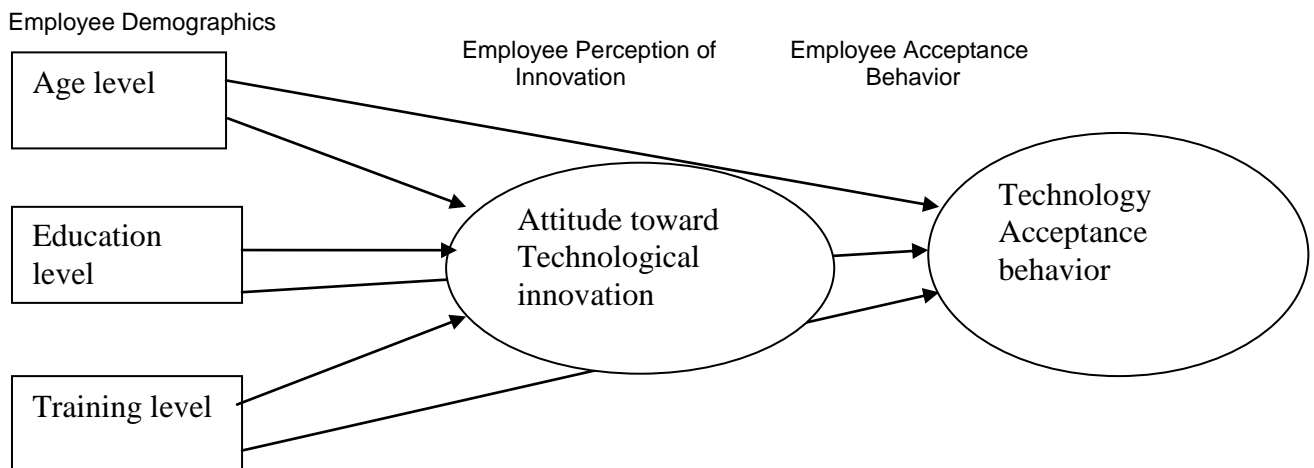 Employee Demographics
Employee Perception of
Innovation
Employee Acceptance
Behavior
Age level
Education
level
Training level
Attitude toward
Technological
innovation
Technology
Acceptance
behavior